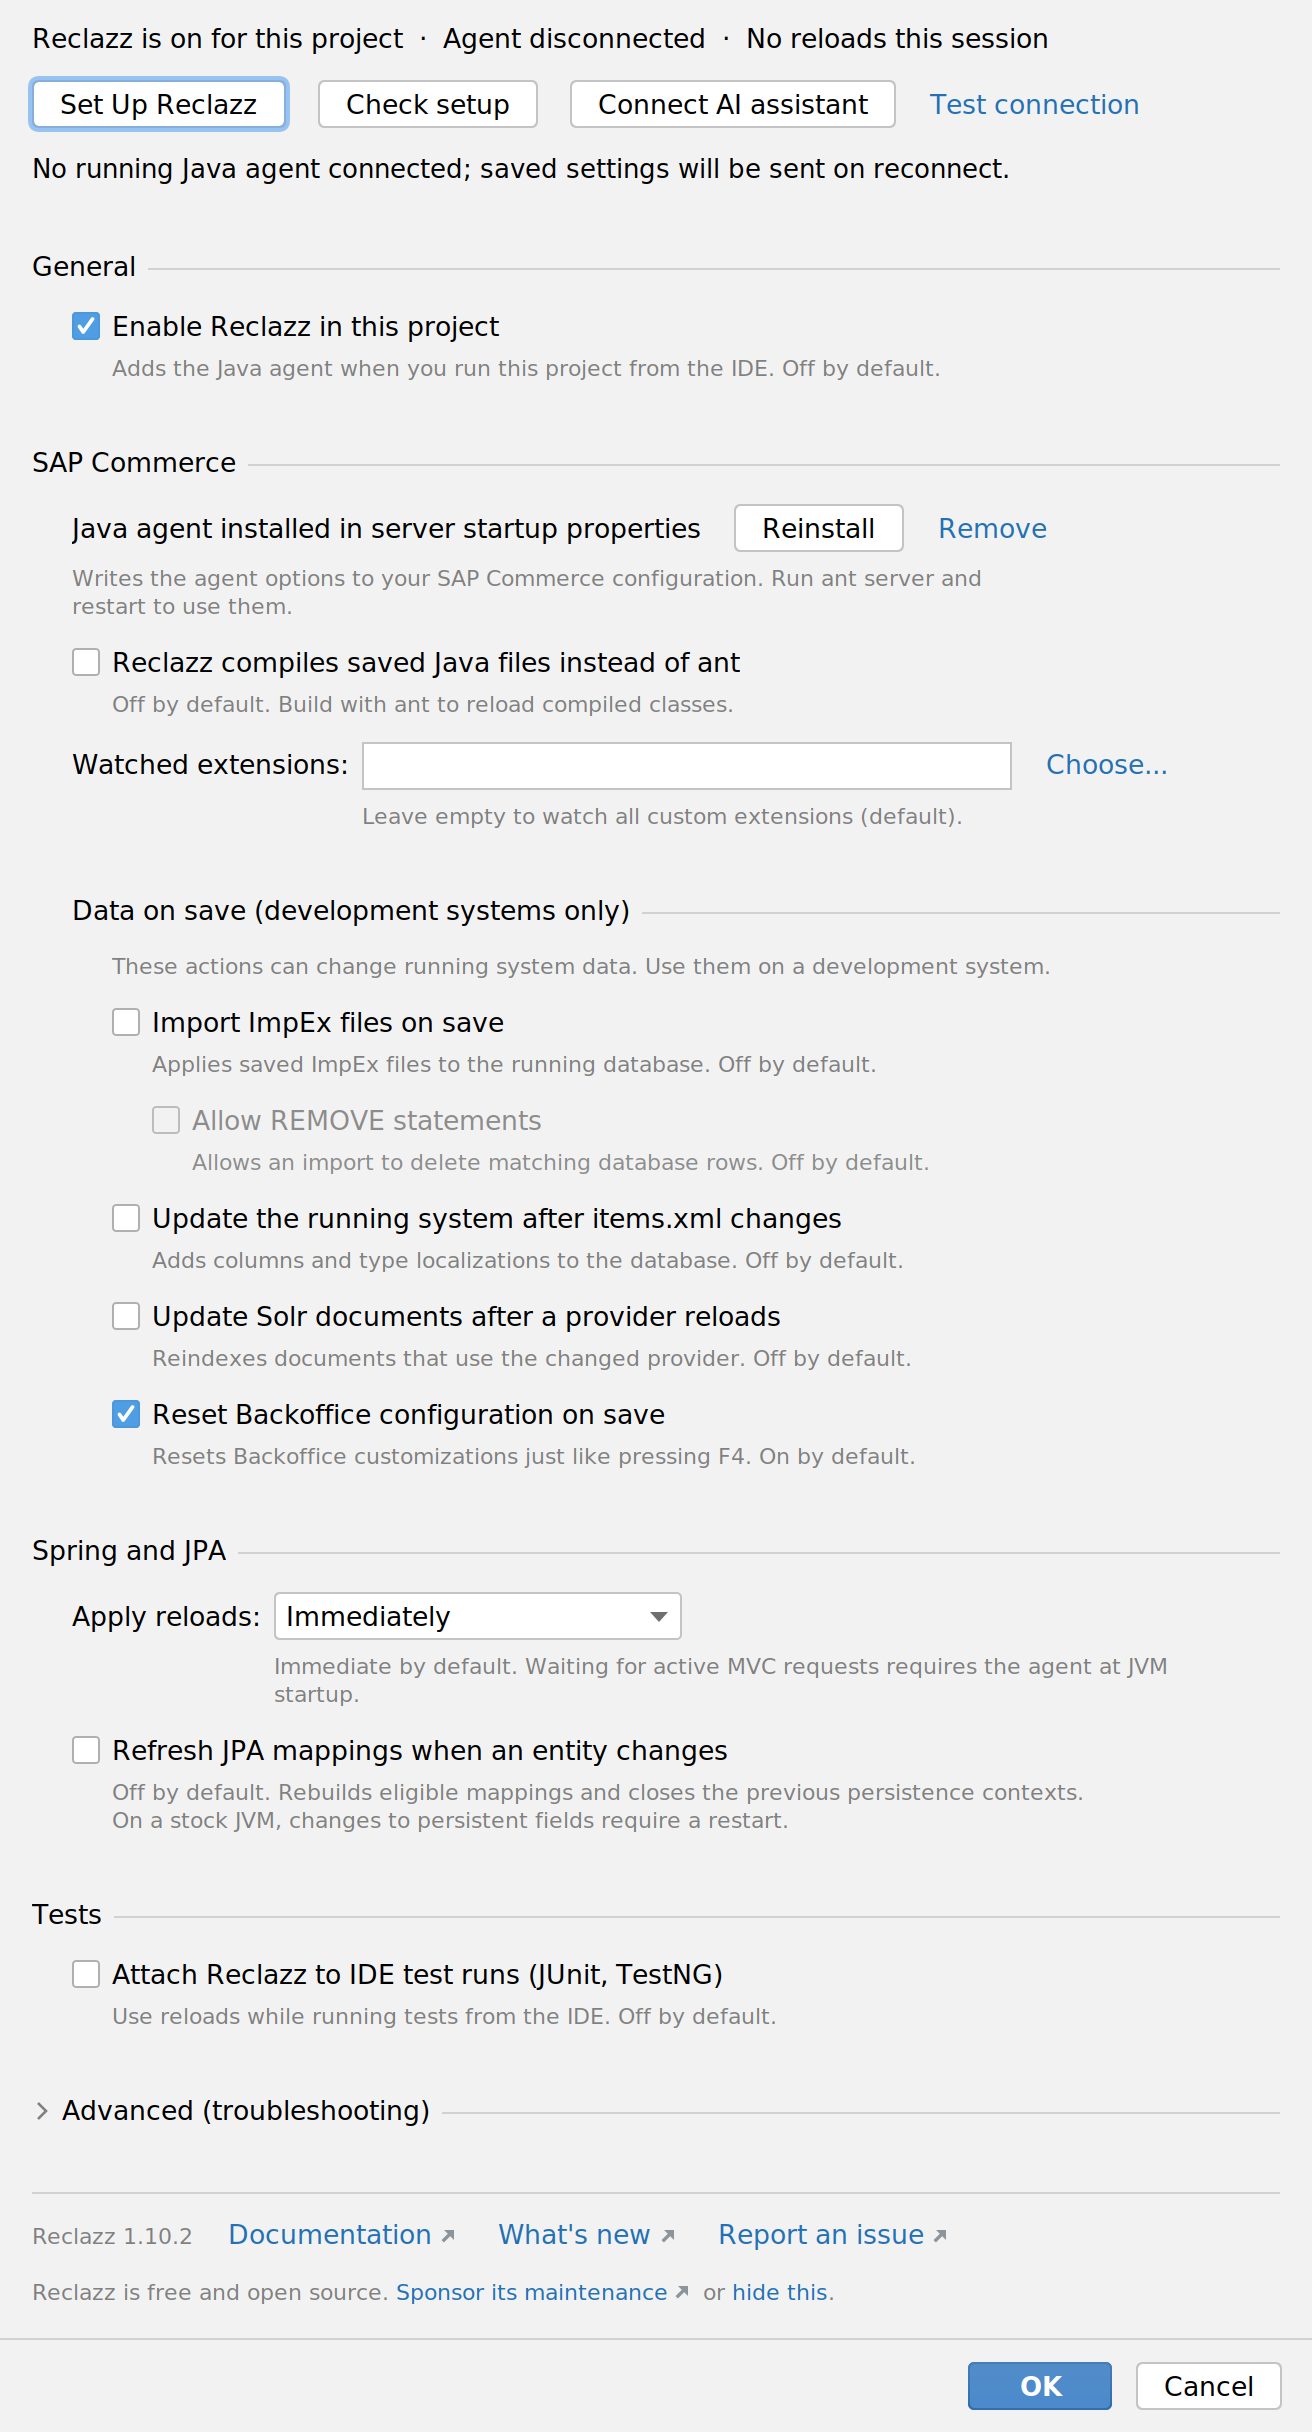 Reclazz is on for this project · Agent disconnected · No reloads this session
Set Up Reclazz Check setup Connect AI assistant Test connection
No running Java agent connected; saved settings will be sent on reconnect.
General
Enable Reclazz in this project
Adds the Java agent when you run this project from the IDE. Off by default.
SAP Commerce
Java agent installed in server startup properties Reinstall Remove
Writes the agent options to your SAP Commerce configuration. Run ant server and
restart to use them.
Reclazz compiles saved Java files instead of ant
Off by default. Build with ant to reload compiled classes.
Watched extensions: Choose...
Leave empty to watch all custom extensions (default).
Data on save (development systems only)
These actions can change running system data. Use them on a development system.
Import ImpEx files on save
Applies saved ImpEx files to the running database. Off by default.
Allow REMOVE statements
Allows an import to delete matching database rows. Off by default.
Update the running system after items.xml changes
Adds columns and type localizations to the database. Off by default.
Update Solr documents after a provider reloads
Reindexes documents that use the changed provider. Off by default.
Reset Backoffice configuration on save
Resets Backoffice customizations just like pressing F4. On by default.
Spring and JPA
Apply reloads: Immediately
Immediate by default. Waiting for active MVC requests requires the agent at JVM
startup.
Refresh JPA mappings when an entity changes
Off by default. Rebuilds eligible mappings and closes the previous persistence contexts.
On a stock JVM, changes to persistent fields require a restart.
Tests
Attach Reclazz to IDE test runs (JUnit, TestNG)
Use reloads while running tests from the IDE. Off by default.
Advanced (troubleshooting)
Reclazz 1.10.2 Documentation What's new Report an issue
Reclazz is free and open source. Sponsor its maintenance or hide this.
OK Cancel